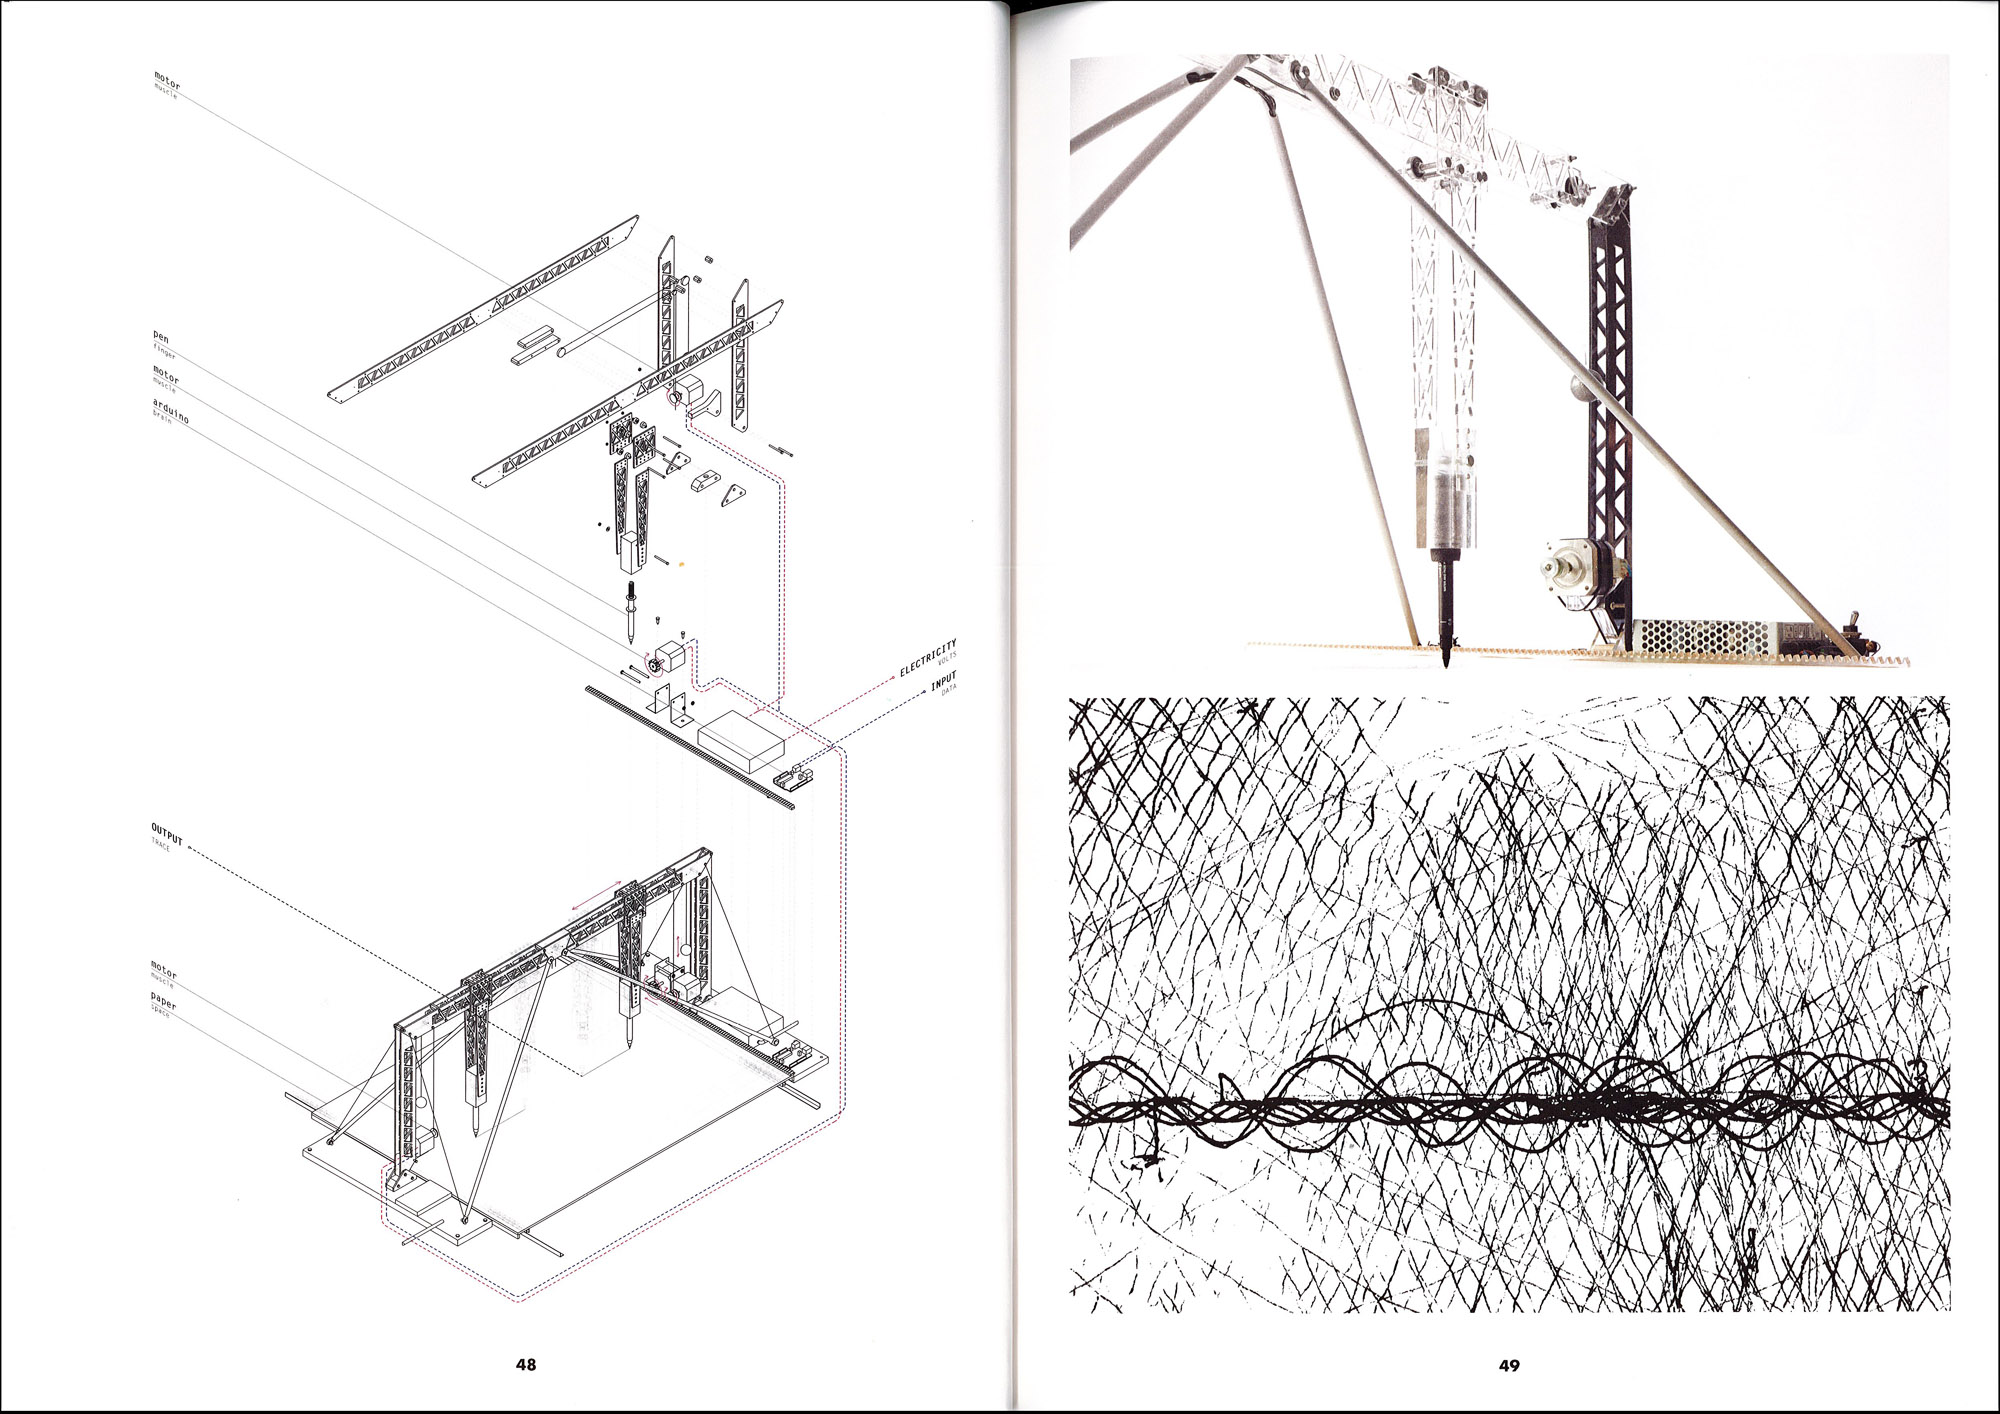 motor
muscle
pen
finger
motor
muscle
arduino
brain
ELECTRICITY
VOLTS
INPUT
DATA
OUTPUT
TRACE
motor
muscle
paper
space
48
49